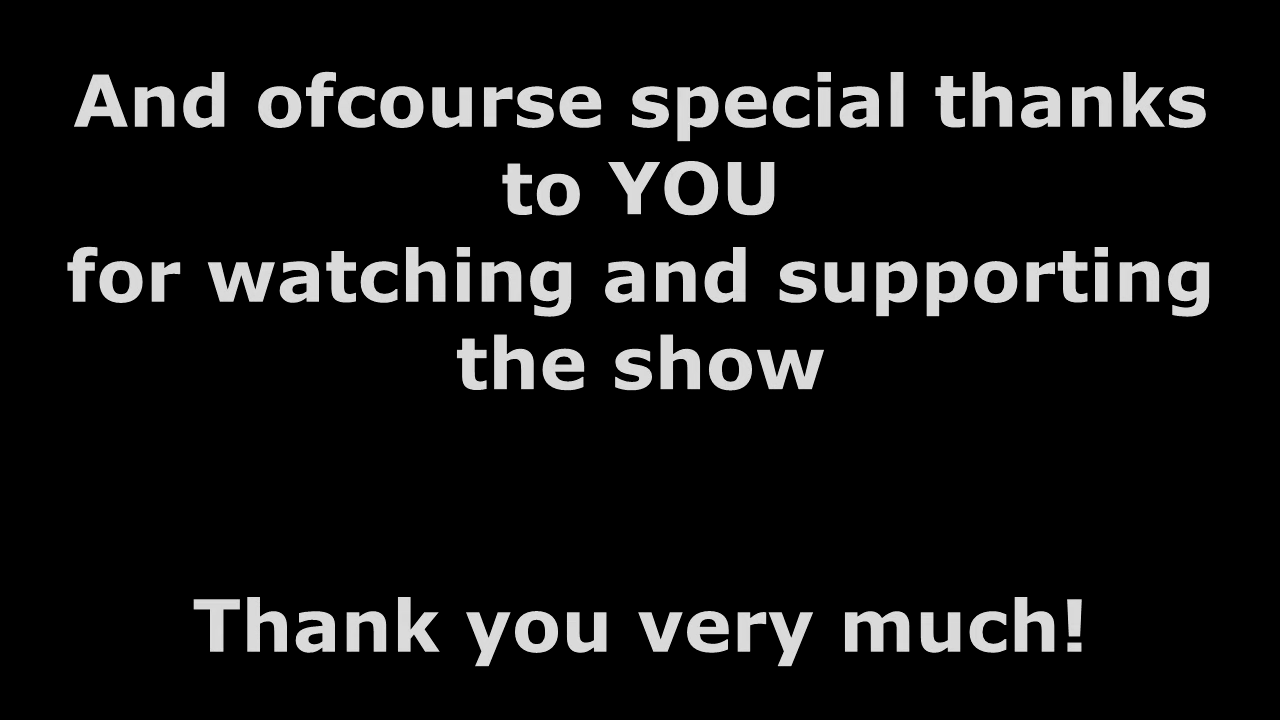 And ofcourse special thanks
to YOU
for watching and supporting
the show
Thank you very much!